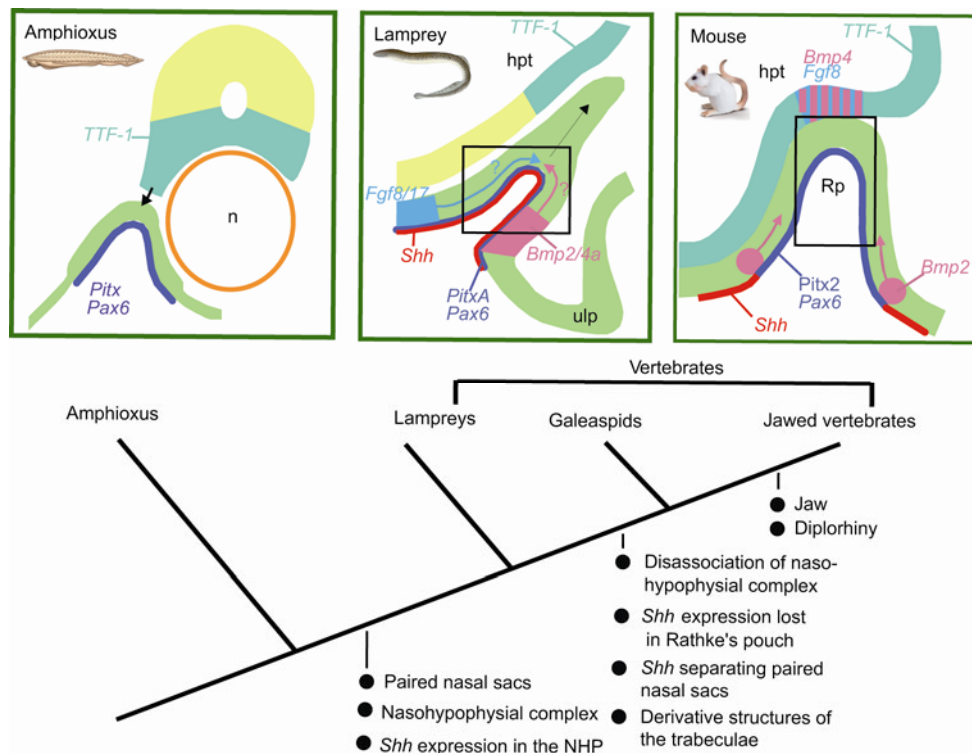 Amphioxus
TTF-1
n
Pitx
Pax6
Lamprey
TTF-1
hpt
Fgf8/17
?
?
Shh
Bmp2/4a
PitxA
Pax6
ulp
Mouse
TTF-1
Bmp4
hpt
Fgf8
Rp
Bmp2
Pitx2
Pax6
Shh
Vertebrates
Amphioxus
Lampreys
Galeaspids
Jawed vertebrates
Jaw
Diplorhiny
Disassociation of naso-
hypophysial complex
Shh expression lost
in Rathke's pouch
Shh separating paired
nasal sacs
Derivative structures of
the trabeculae
Paired nasal sacs
Nasohypophysial complex
Shh expression in the NHP